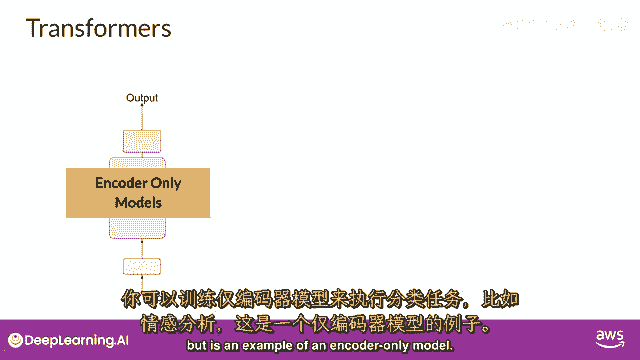 Transformers
Output
Encoder Only
Models
你可以训练仅编码器模型来执行分类任务，比如
情感分析，这是一个仅编码器模型的例子。
but is an example of an encoder-only model.
DeepLearning.AI
aws